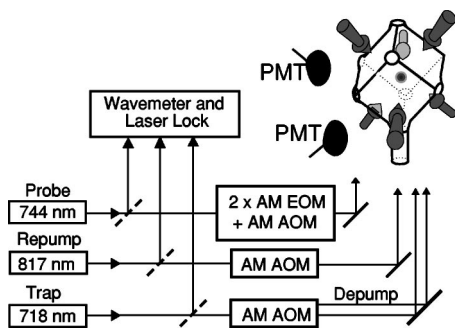 PMT
Wavemeter and
Laser Lock
PMT
Probe
744 nm
2 x AM EOM
+ AM AOM
Repump
817 nm
AM AOM
Trap
718 nm
AM AOM
Depump